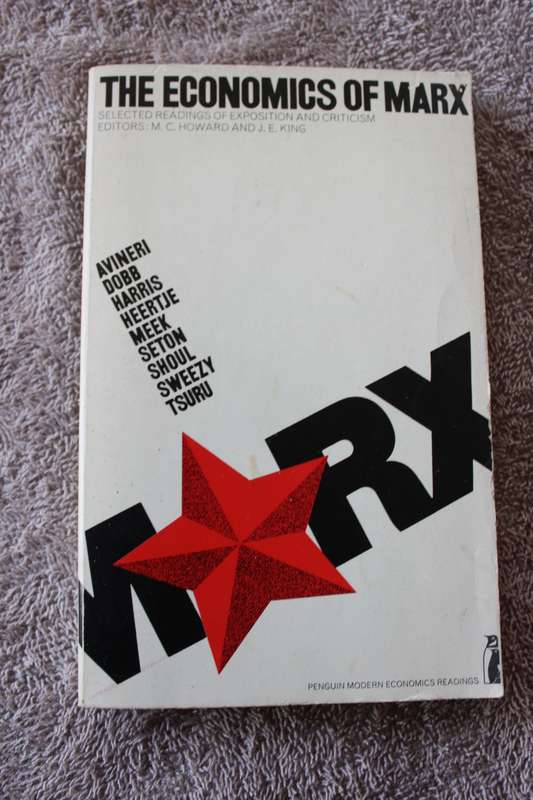 THE ECONOMICS OF MARX
SELECTED READINGS OF EXPOSITION AND CRITICISM
EDITORS: M. C. HOWARD AND J. E. KING
AVINERI
DOBB
HARRIS
HEERTJE
MEEK
SETON
SHOUL
SWEEZY
TSURU
M★RX
PENGUIN MODERN ECONOMICS READINGS